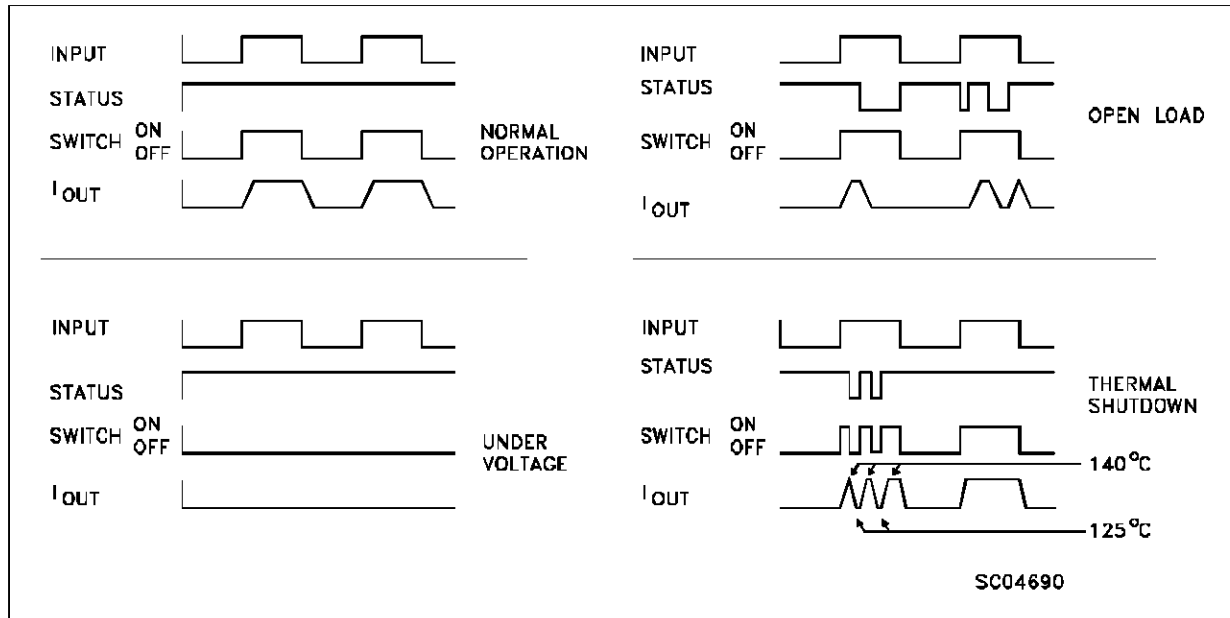 INPUT
STATUS
SWITCH ON
OFF
IOUT
NORMAL
OPERATION
INPUT
STATUS
SWITCH ON
OFF
IOUT
OPEN LOAD
INPUT
STATUS
SWITCH ON
OFF
IOUT
UNDER
VOLTAGE
INPUT
STATUS
SWITCH ON
OFF
IOUT
THERMAL
SHUTDOWN
140°C
125°C
SC04690